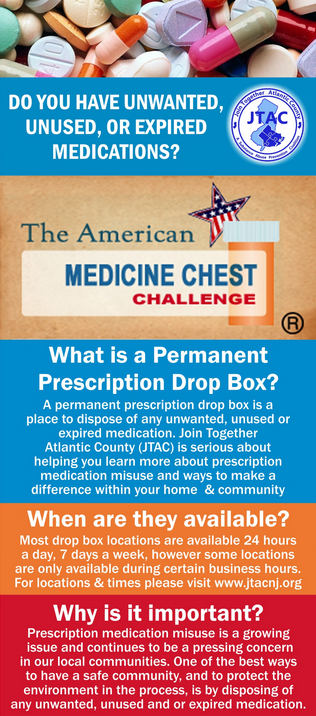 DO YOU HAVE UNWANTED,
UNUSED, OR EXPIRED
MEDICATIONS?
Join Together Atlantic County
JTAC
The American
MEDICINE CHEST
CHALLENGE
®
What is a Permanent
Prescription Drop Box?
A permanent prescription drop box is a
place to dispose of any unwanted, unused or
expired medication. Join Together
Atlantic County (JTAC) is serious about
helping you learn more about prescription
medication misuse and ways to make a
difference within your home & community
When are they available?
Most drop box locations are available 24 hours
a day, 7 days a week, however some locations
are only available during certain business hours.
For locations & times please visit www.jtacnj.org
Why is it important?
Prescription medication misuse is a growing
issue and continues to be a pressing concern
in our local communities. One of the best ways
to have a safe community, and to protect the
environment in the process, is by disposing of
any unwanted, unused and or expired medication.